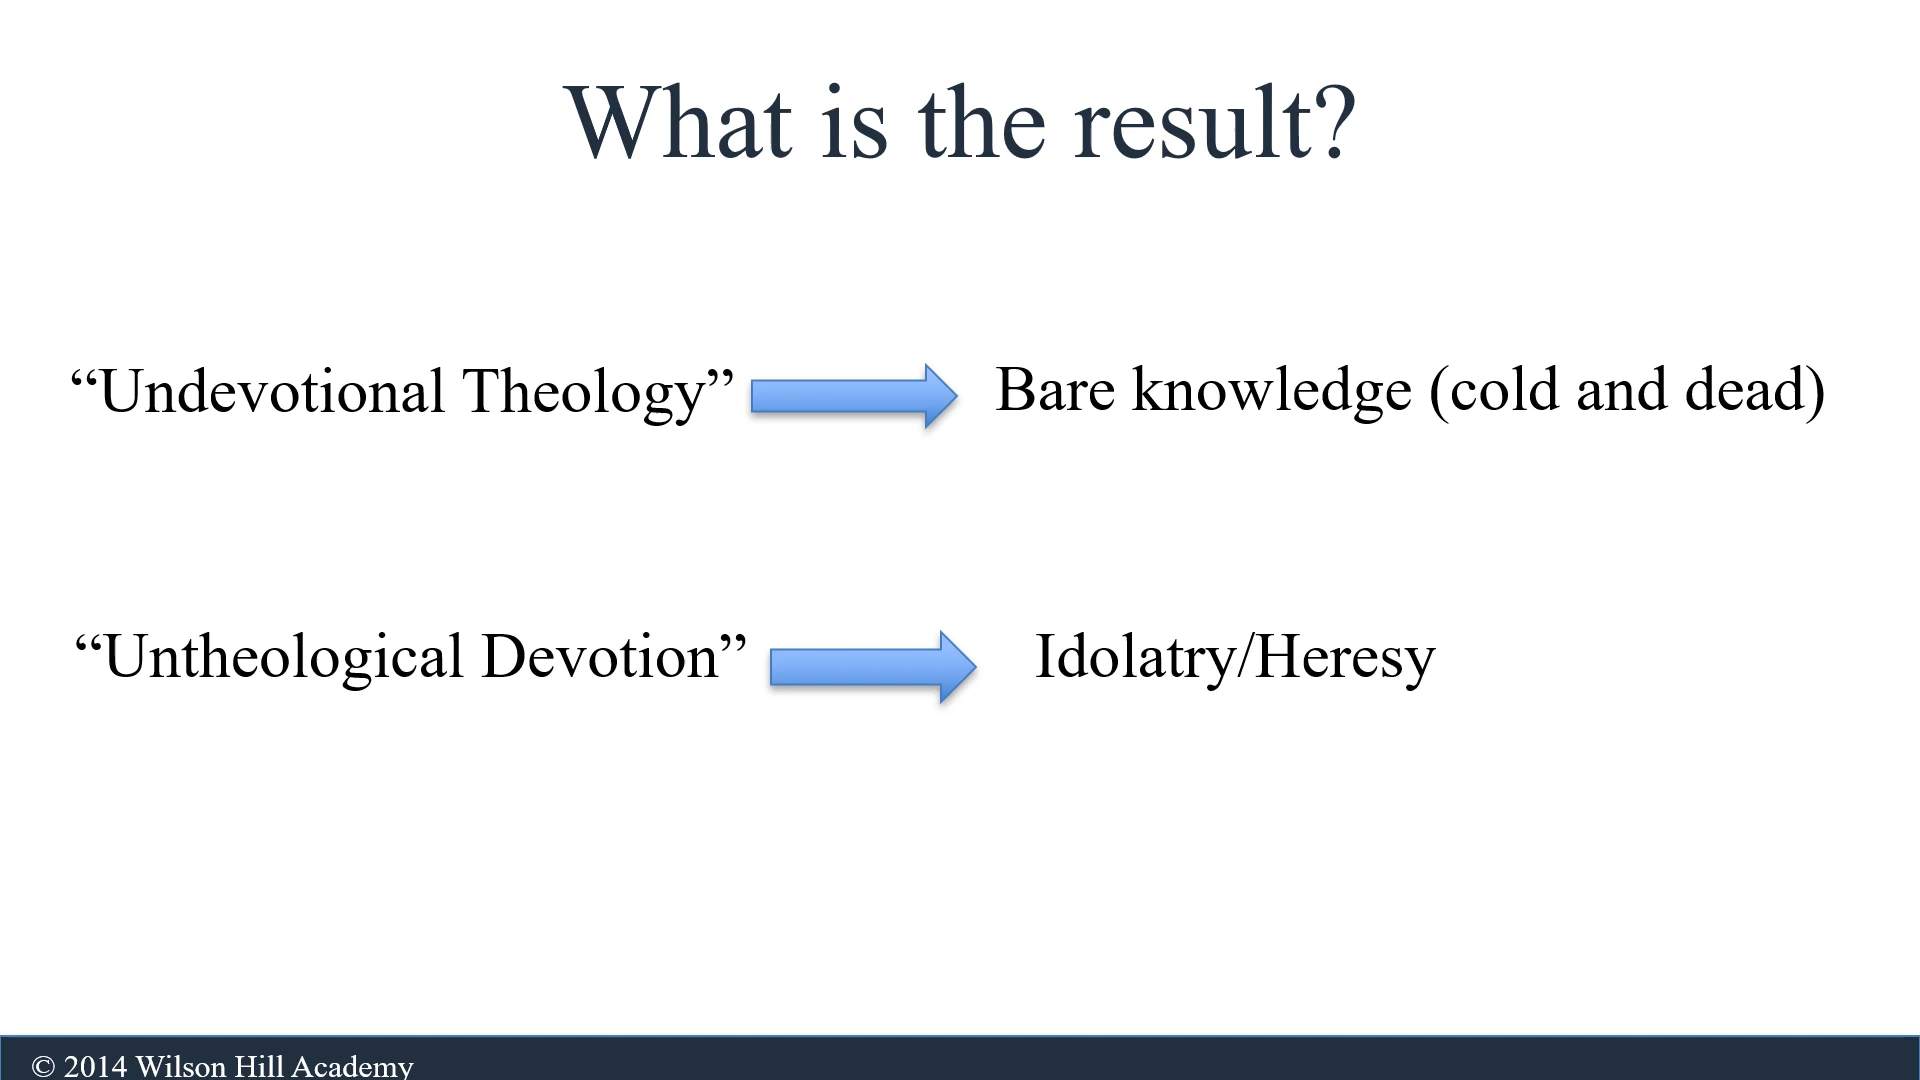 What is the result?
“Undevotional Theology” Bare knowledge (cold and dead)
“Untheological Devotion” Idolatry/Heresy
© 2014 Wilson Hill Academy